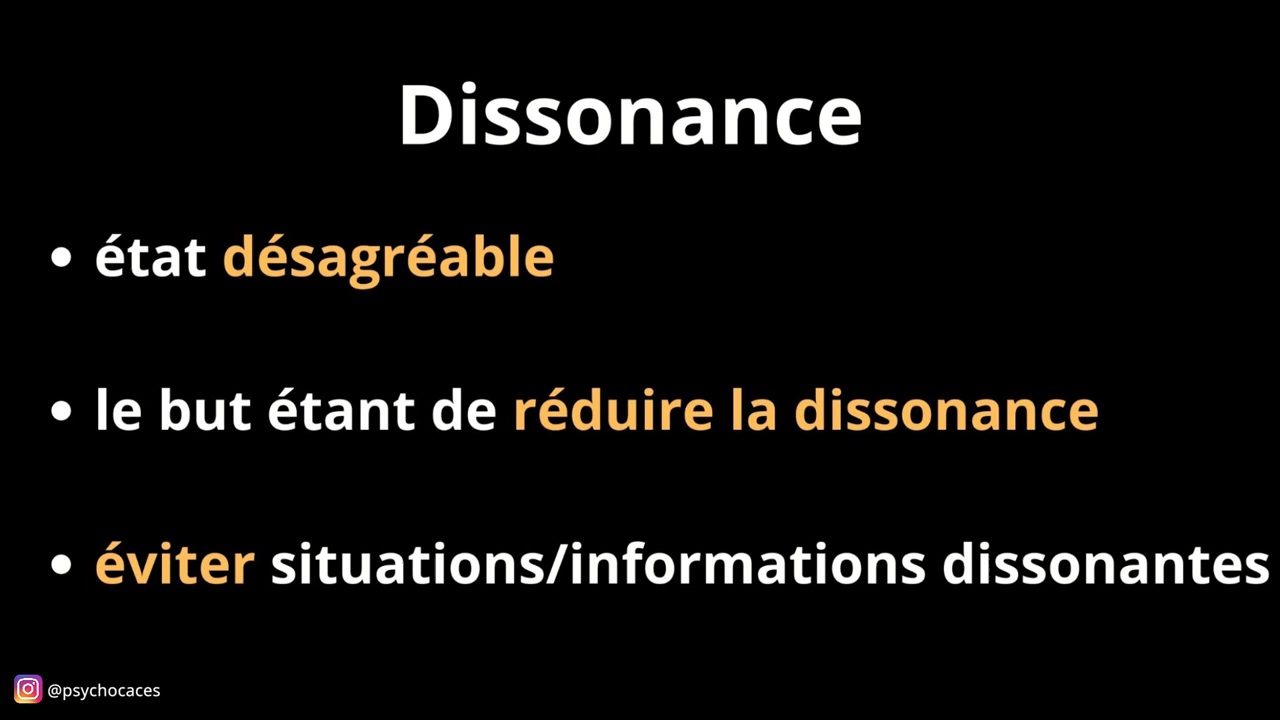 Dissonance
• état désagréable
• le but étant de réduire la dissonance
• éviter situations/informations dissonantes
@psychocaces